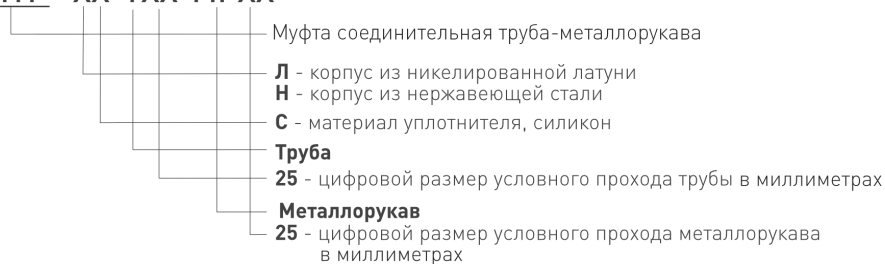 Муфта соединительная труба-металлорукава
Л - корпус из никелированной латуни
Н - корпус из нержавеющей стали
С - материал уплотнителя, силикон
Труба
25 - цифровой размер условного прохода трубы в миллиметрах
Металлорукав
25 - цифровой размер условного прохода металлорукава
в миллиметрах